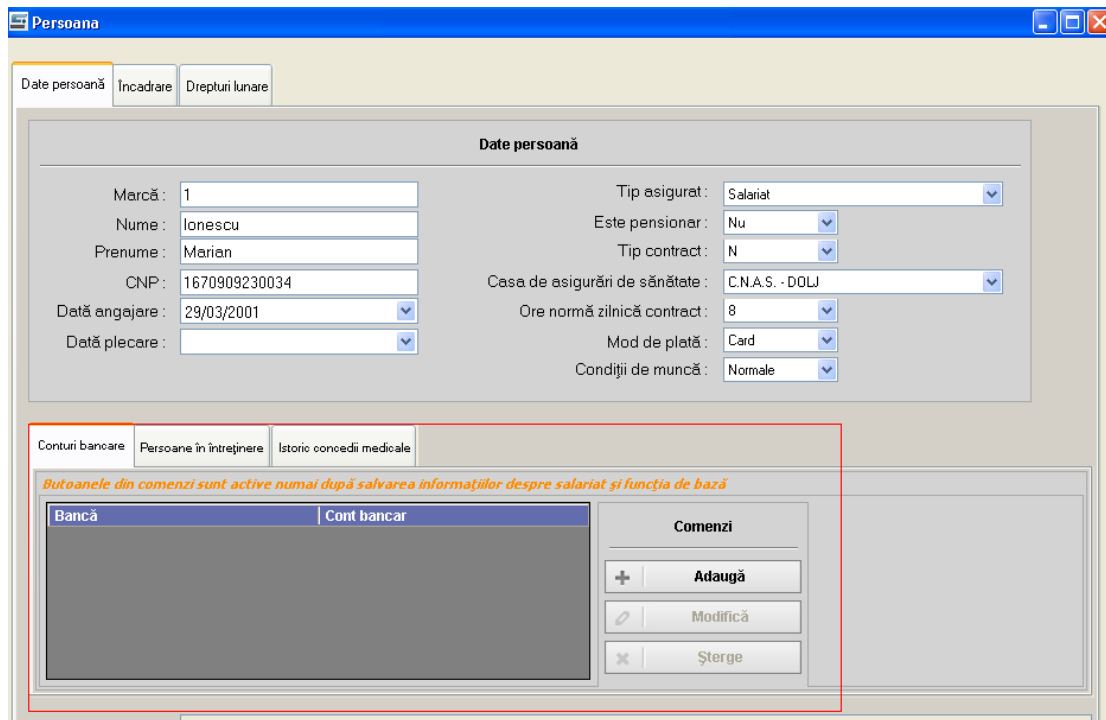 Persoana
Date persoană Încadrare Drepturi lunare
Date persoană
Marcă : 1
Nume : Ionescu
Prenume : Marian
CNP : 1670909230034
Dată angajare : 29/03/2001
Dată plecare :
Tip asigurat : Salariat
Este pensionar : Nu
Tip contract : N
Casa de asigurări de sănătate : C.N.A.S. - DOLJ
Ore normă zilnică contract : 8
Mod de plată : Card
Condiţii de muncă : Normale
Conturi bancare Persoane în întreţinere Istoric concedii medicale
Butoanele din comenzi sunt active numai după salvarea informaţiilor despre salariat şi funcţia de bază
Bancă Cont bancar
Comenzi
Adaugă
Modifică
Şterge